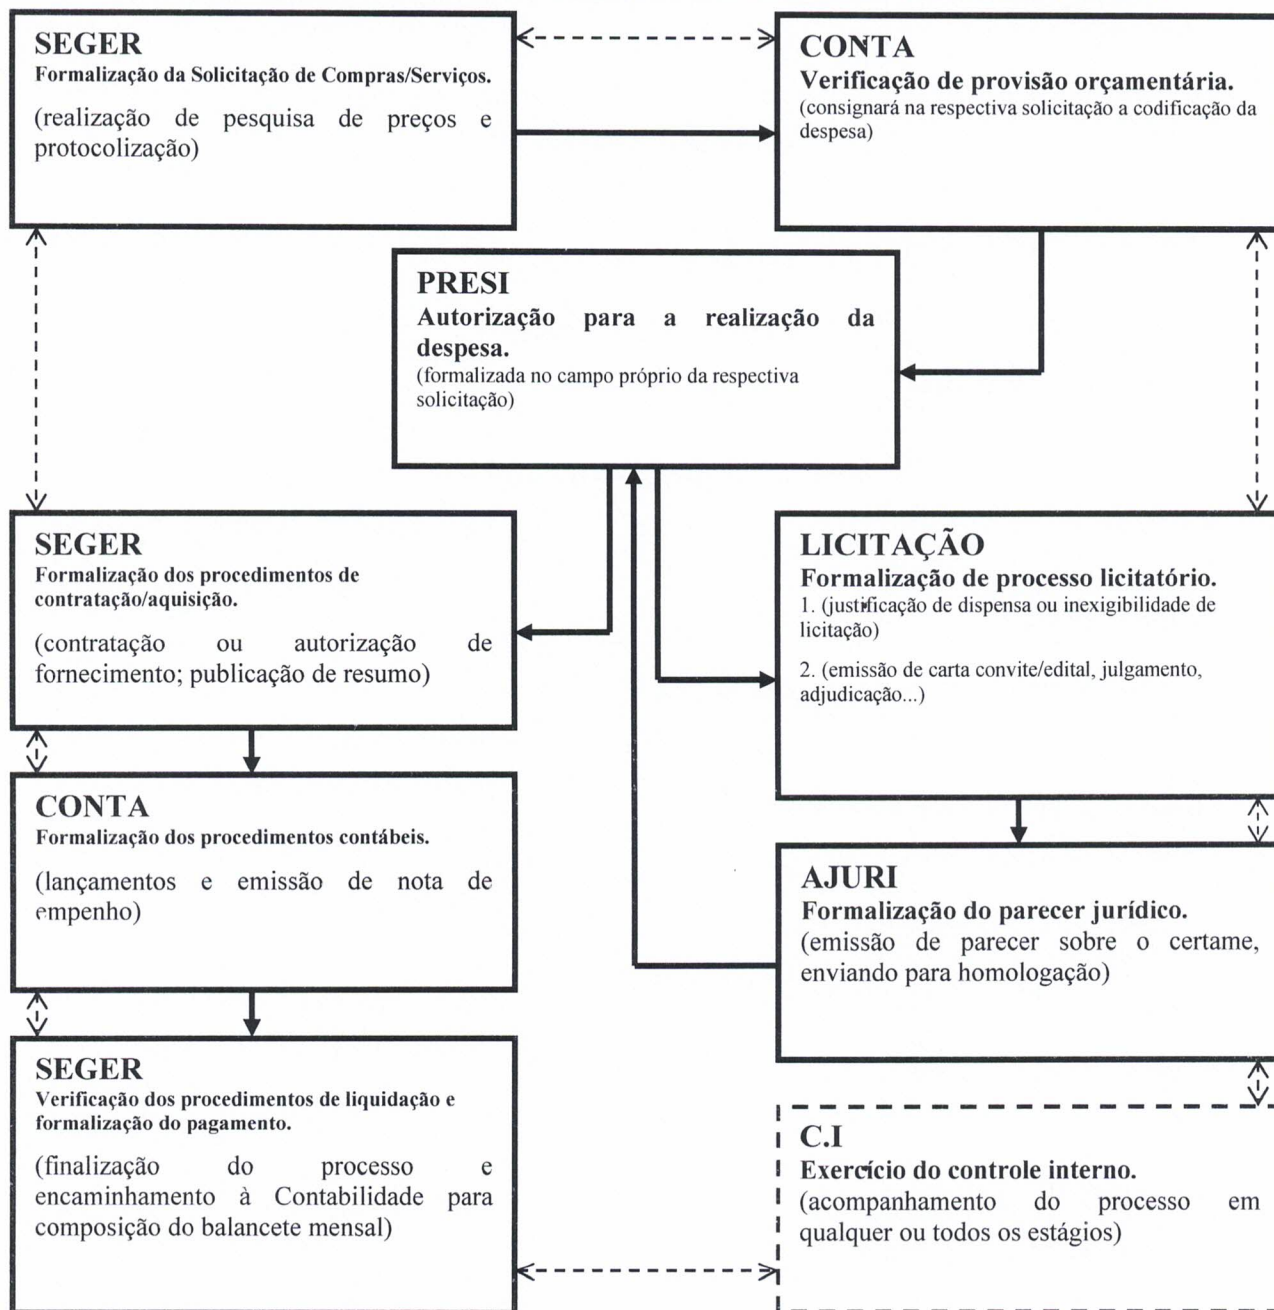 SEGER
Formalização da Solicitação de Compras/Serviços.
(realização de pesquisa de preços e
protocolização)
CONTA
Verificação de provisão orçamentária.
(consignará na respectiva solicitação a codificação da
despesa)
PRESI
Autorização para a realização da
despesa.
(formalizada no campo próprio da respectiva
solicitação)
SEGER
Formalização dos procedimentos de
contratação/aquisição.
(contratação ou autorização de
fornecimento; publicação de resumo)
LICITAÇÃO
Formalização de processo licitatório.
1. (justificação de dispensa ou inexigibilidade de
licitação)
2. (emissão de carta convite/edital, julgamento,
adjudicação...)
CONTA
Formalização dos procedimentos contábeis.
(lançamentos e emissão de nota de
empenho)
AJURI
Formalização do parecer jurídico.
(emissão de parecer sobre o certame,
enviando para homologação)
SEGER
Verificação dos procedimentos de liquidação e
formalização do pagamento.
(finalização do processo e
encaminhamento à Contabilidade para
composição do balancete mensal)
C.I
Exercício do controle interno.
(acompanhamento do processo em
qualquer ou todos os estágios)